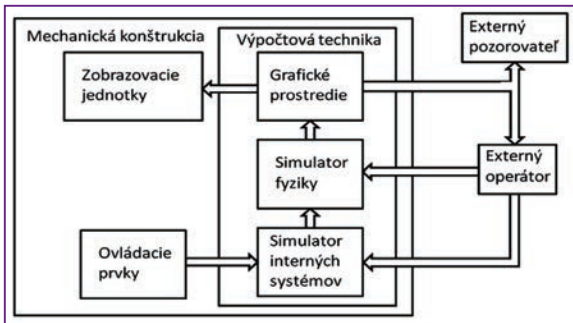 Mechanická konštrukcia
Výpočtová technika
Externý
pozorovateľ
Zobrazovacie
jednotky
Grafické
prostredie
Simulator
fyziky
Externý
operátor
Ovládacie
prvky
Simulator
interných
systémov